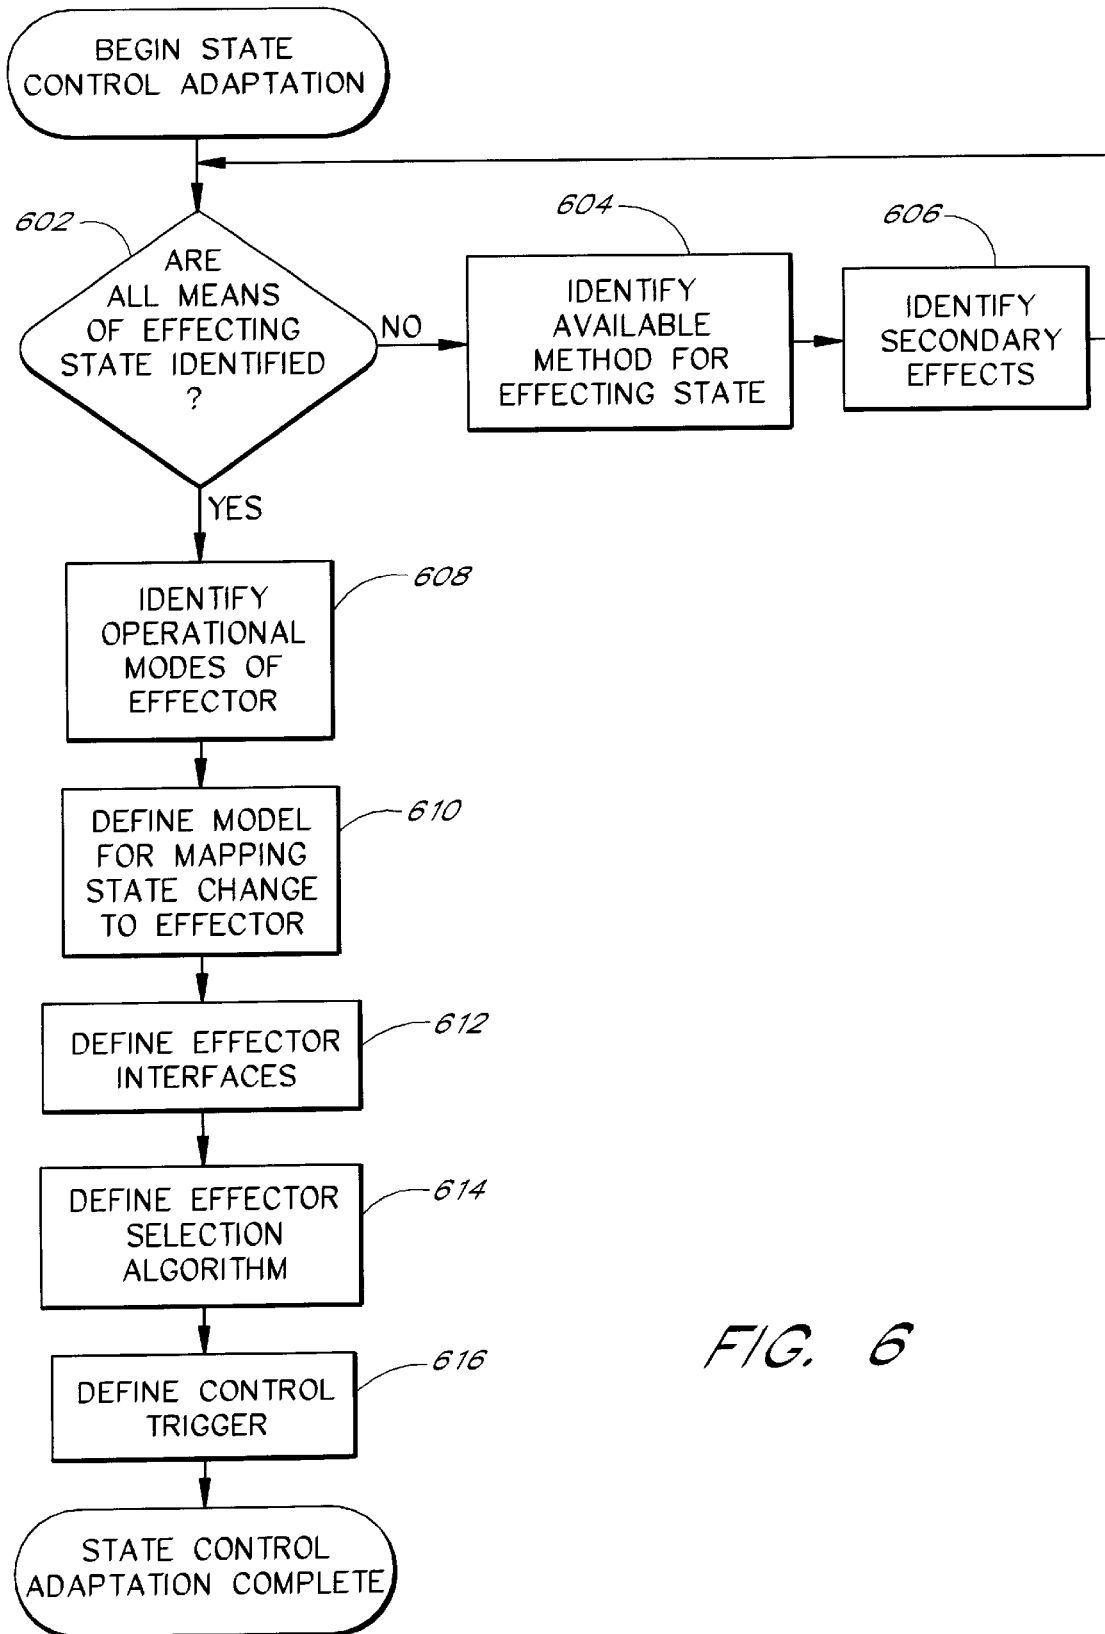 BEGIN STATE
CONTROL ADAPTATION
602
ARE
ALL MEANS
OF EFFECTING
STATE IDENTIFIED
?
NO
604
IDENTIFY
AVAILABLE
METHOD FOR
EFFECTING STATE
606
IDENTIFY
SECONDARY
EFFECTS
YES
608
IDENTIFY
OPERATIONAL
MODES OF
EFFECTOR
610
DEFINE MODEL
FOR MAPPING
STATE CHANGE
TO EFFECTOR
612
DEFINE EFFECTOR
INTERFACES
614
DEFINE EFFECTOR
SELECTION
ALGORITHM
616
DEFINE CONTROL
TRIGGER
STATE CONTROL
ADAPTATION COMPLETE
FIG. 6